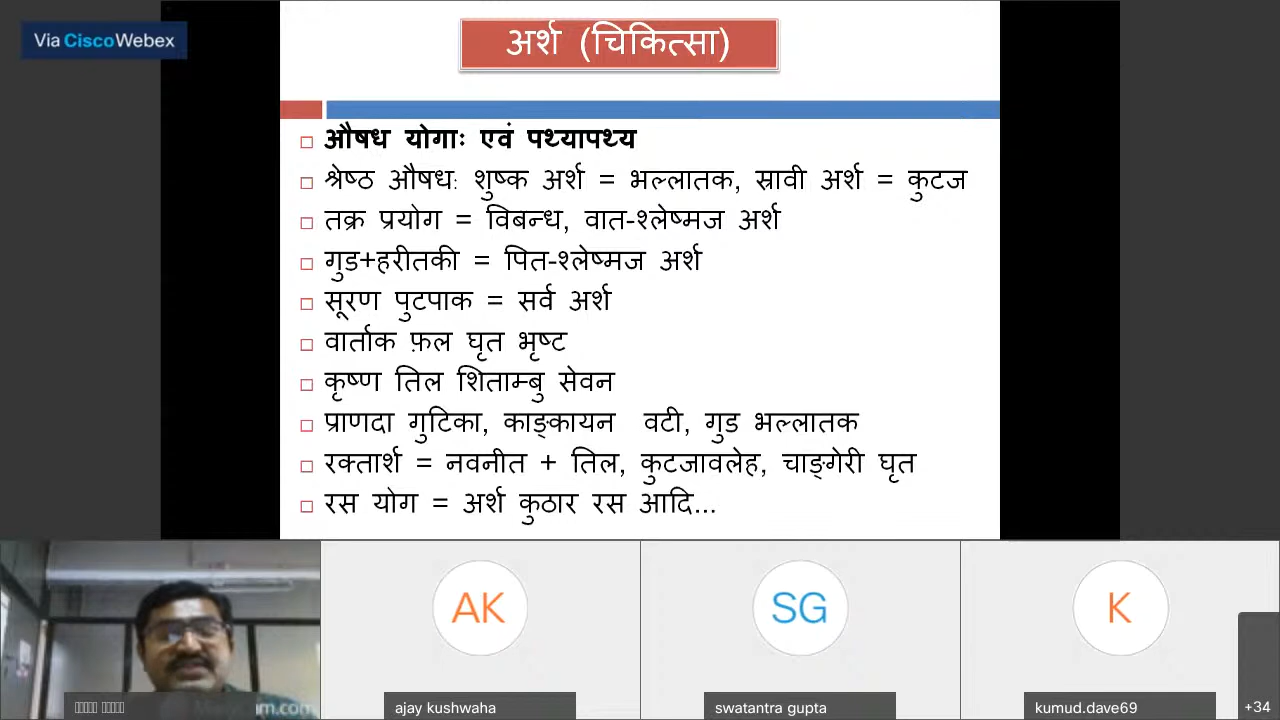 Via Cisco Webex
अर्श (चिकित्सा)
औषध योगाः एवं पथ्यापथ्य
श्रेष्ठ औषध: शुष्क अर्श = भल्लातक, स्रावी अर्श = कुटज
तक्र प्रयोग = विबन्ध, वात-श्लेष्मज अर्श
गुड+हरीतकी = पित-श्लेष्मज अर्श
सूरण पुटपाक = सर्व अर्श
वार्ताक फ़ल घृत भृष्ट
कृष्ण तिल शिताम्बु सेवन
प्राणदा गुटिका, काङ्कायन वटी, गुड भल्लातक
रक्तार्श = नवनीत + तिल, कुटजावलेह, चाङ्गेरी घृत
रस योग = अर्श कुठार रस आदि...
AK
SG
K
ajay kushwaha
swatantra gupta
kumud.dave69
+34